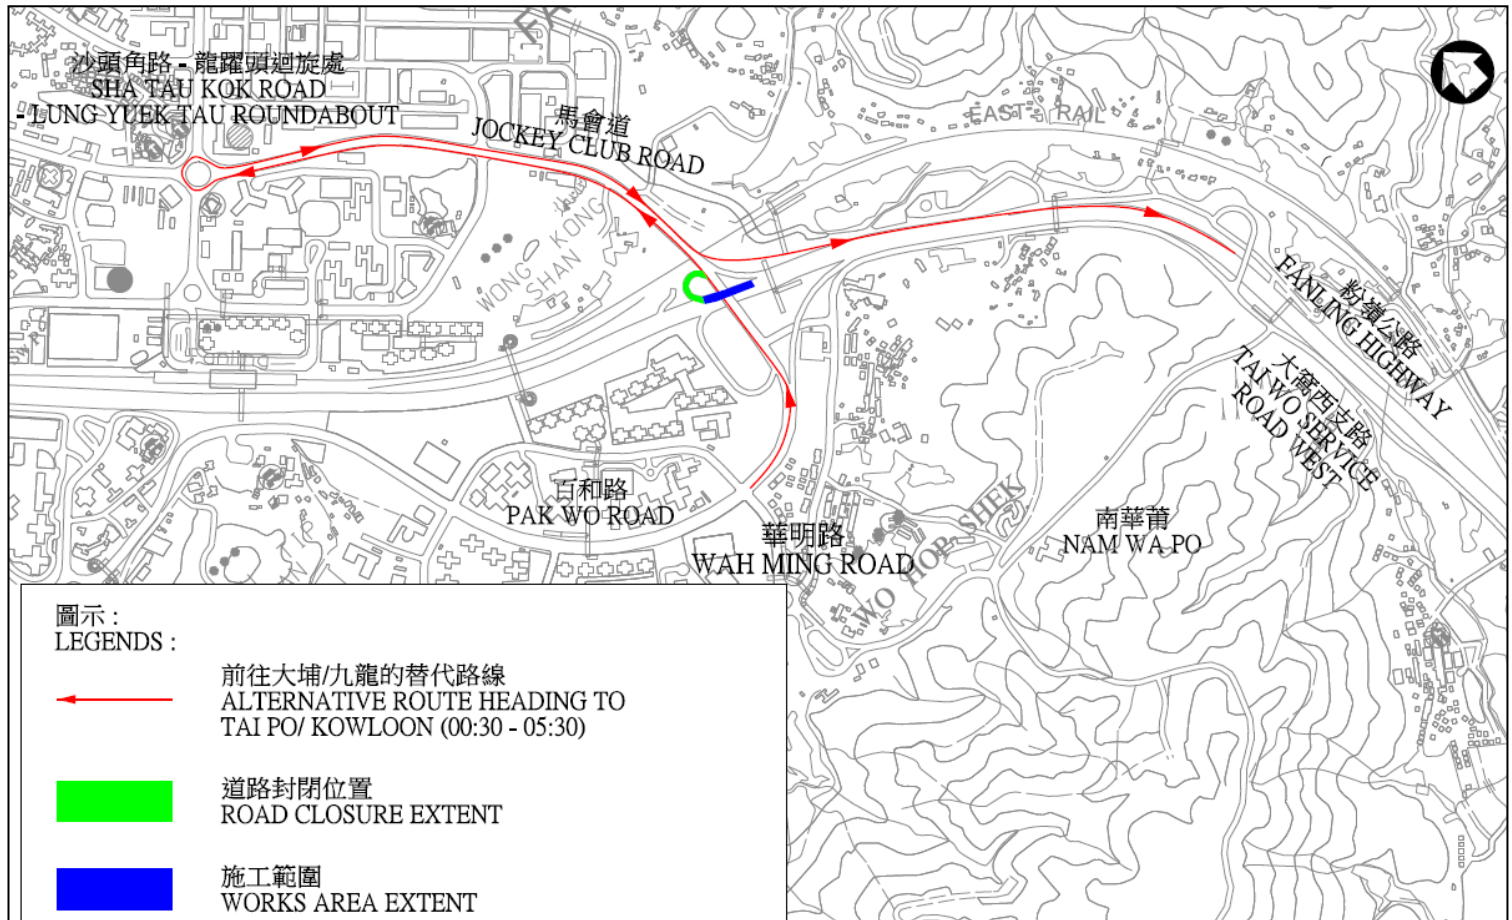 沙頭角路 - 龍躍頭迴旋處
SHA TAU KOK ROAD
- LUNG YUEK TAU ROUNDABOUT
馬會道
JOCKEY CLUB ROAD
EAST RAIL
WONG KONG
SHAN
粉嶺公路
FANLING HIGHWAY
大窩西支路
TAI WO SERVICE
ROAD WEST
百和路
PAK WO ROAD
華明路
WAH MING ROAD
WO HOP SHEK
南華莆
NAM WA PO
圖示 :
LEGENDS :
前往大埔/九龍的替代路線
ALTERNATIVE ROUTE HEADING TO
TAI PO/ KOWLOON (00:30 - 05:30)
道路封閉位置
ROAD CLOSURE EXTENT
施工範圍
WORKS AREA EXTENT